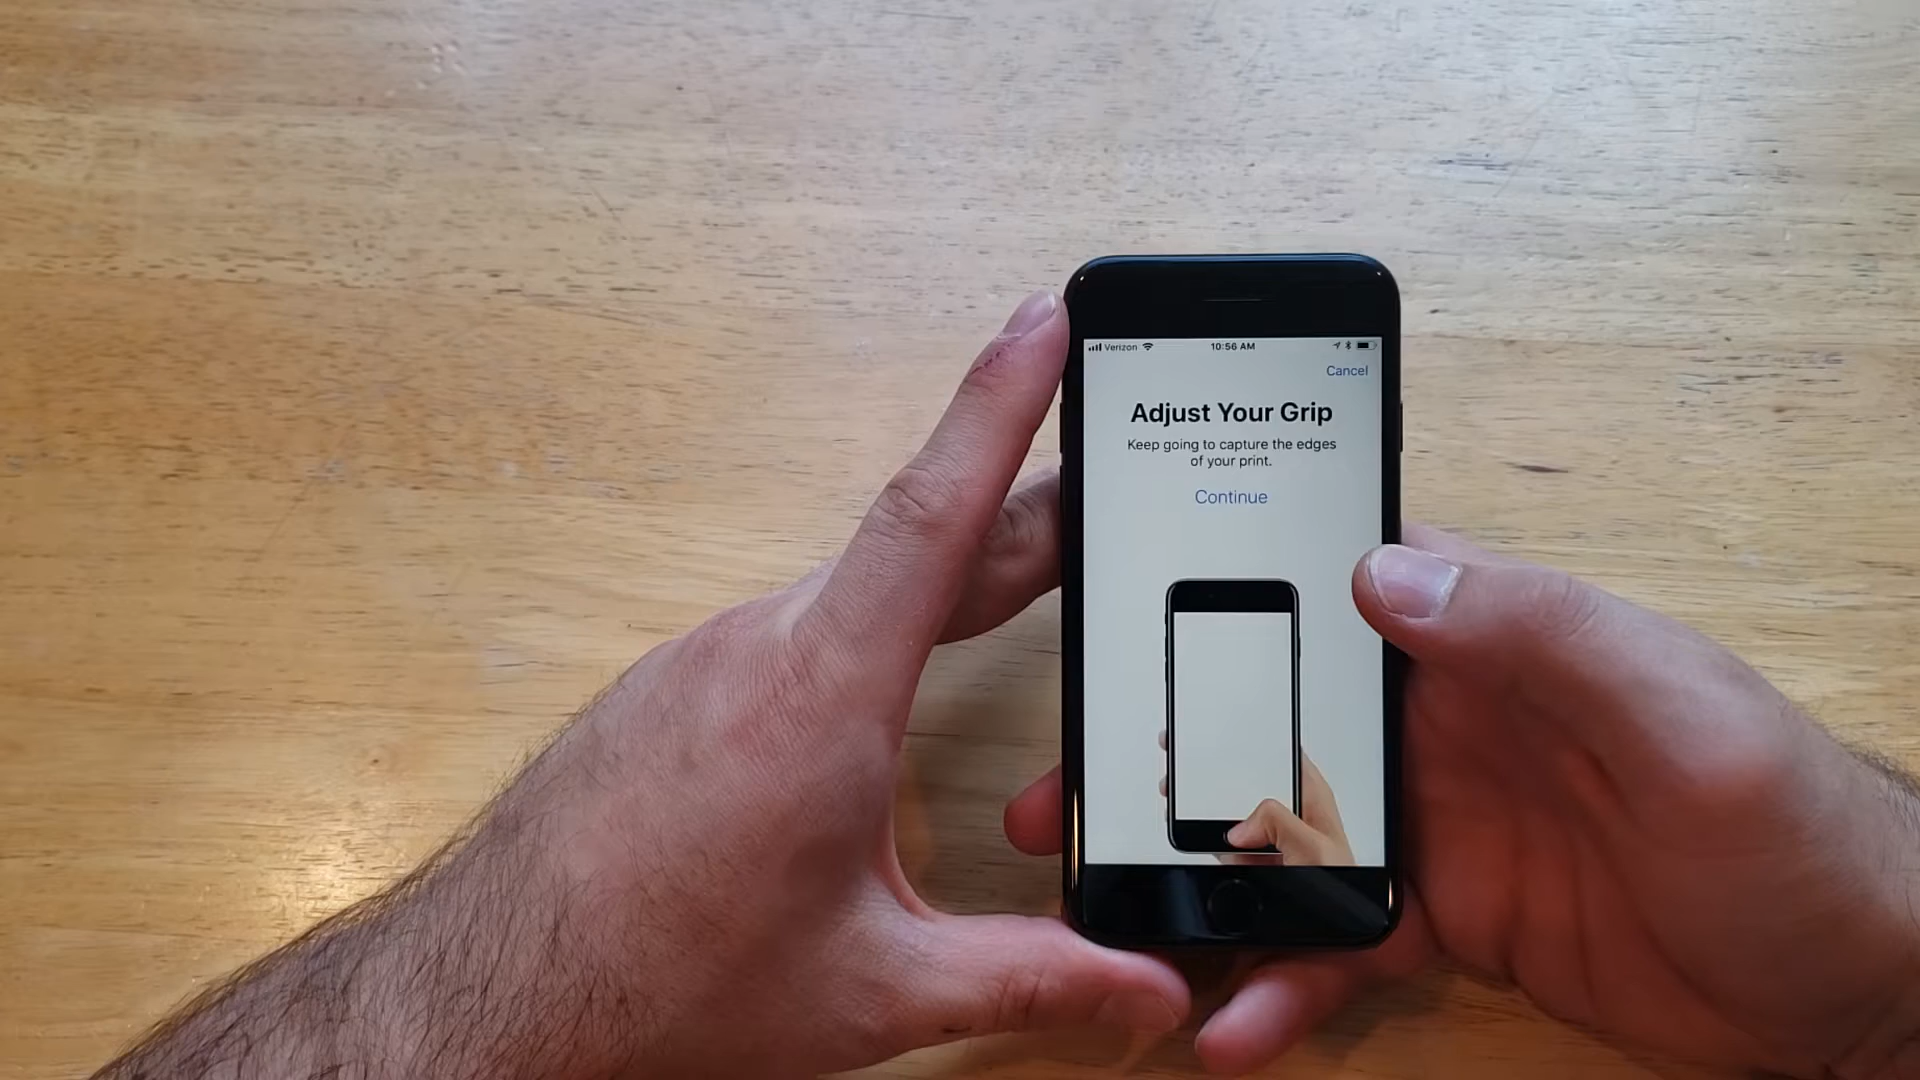 Verizon 10:56 AM
Cancel
Adjust Your Grip
Keep going to capture the edges
of your print.
Continue